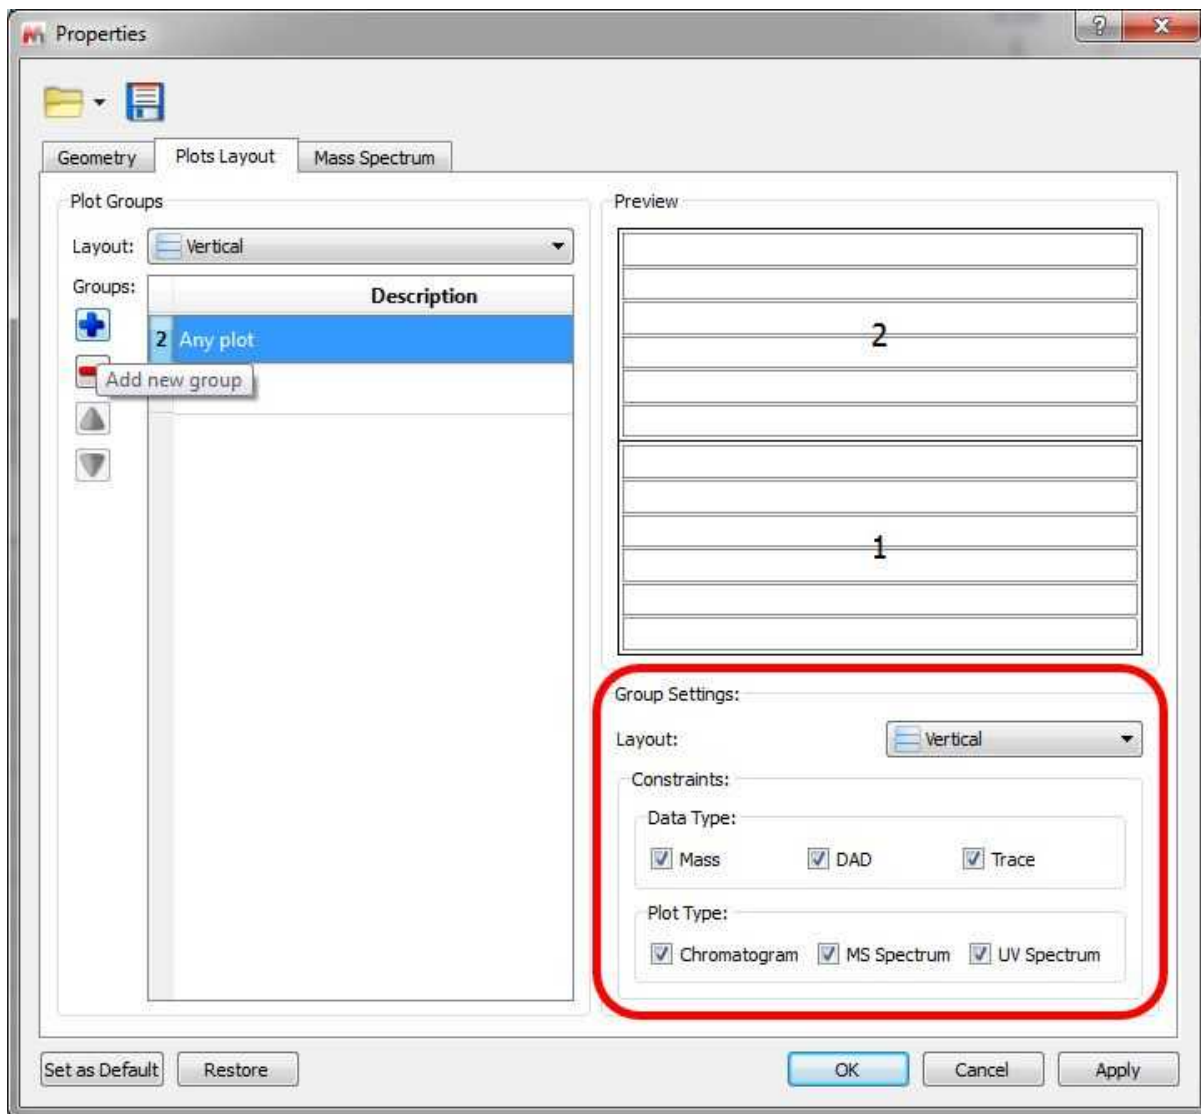 Properties
Geometry Plots Layout Mass Spectrum
Plot Groups
Layout: Vertical
Groups:
Description
2 Any plot
Add new group
Preview
2
1
Group Settings:
Layout: Vertical
Constraints:
Data Type:
Mass DAD Trace
Plot Type:
Chromatogram MS Spectrum UV Spectrum
Set as Default Restore OK Cancel Apply